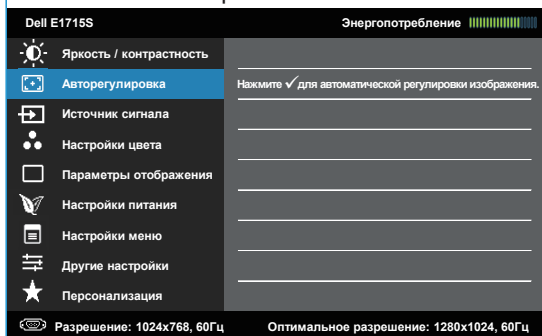 Dell E1715S Энергопотребление
Яркость / контрастность
Авторегулировка Нажмите ✓ для автоматической регулировки изображения.
Источник сигнала
Настройки цвета
Параметры отображения
Настройки питания
Настройки меню
Другие настройки
Персонализация
Разрешение: 1024x768, 60Гц Оптимальное разрешение: 1280x1024, 60Гц